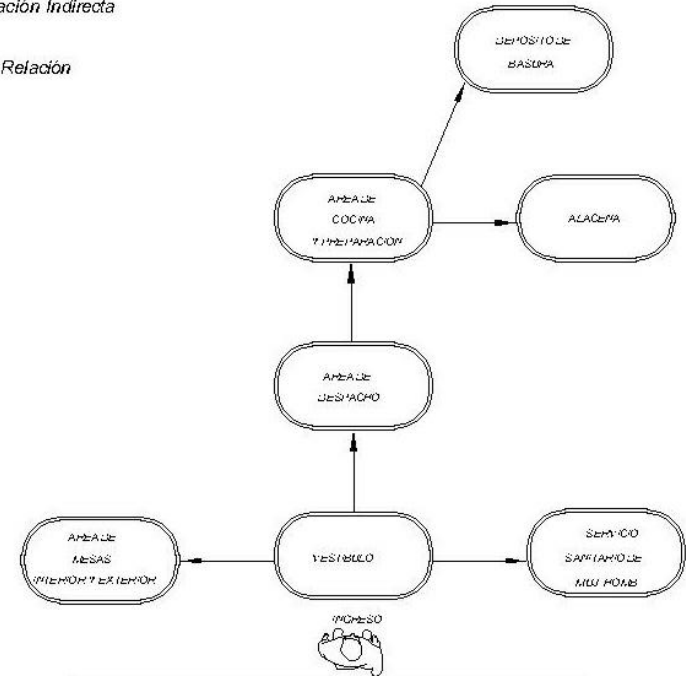 ación Indirecta
Relación
DEPOSITO DE
BASURA
AREA DE
COCINA
Y PREPARACION
ALACENA
AREA DE
DESPACHO
AREA DE
MESAS
INTERIOR Y EXTERIOR
VESTIBULO
SERVICIO
SANITARIO DE
MUJ HOMB
INGRESO